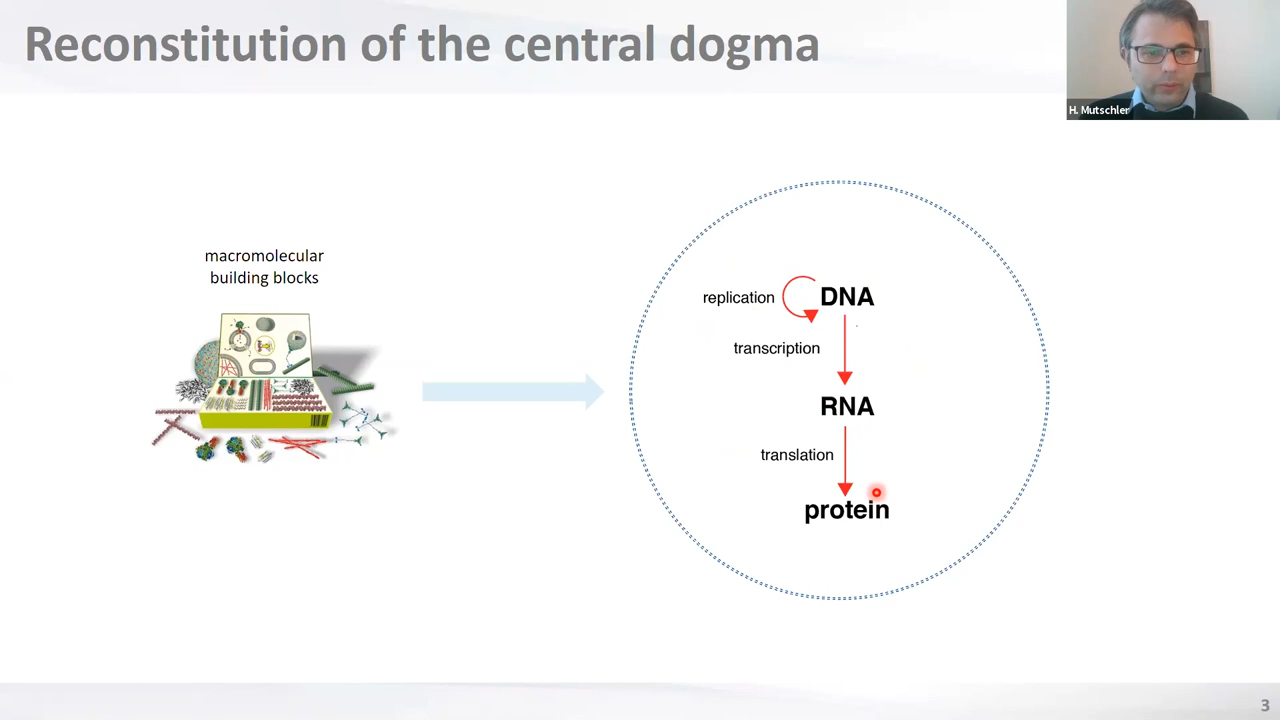 Reconstitution of the central dogma
H. Mutschler
macromolecular
building blocks
replication
DNA
transcription
RNA
translation
protein
3